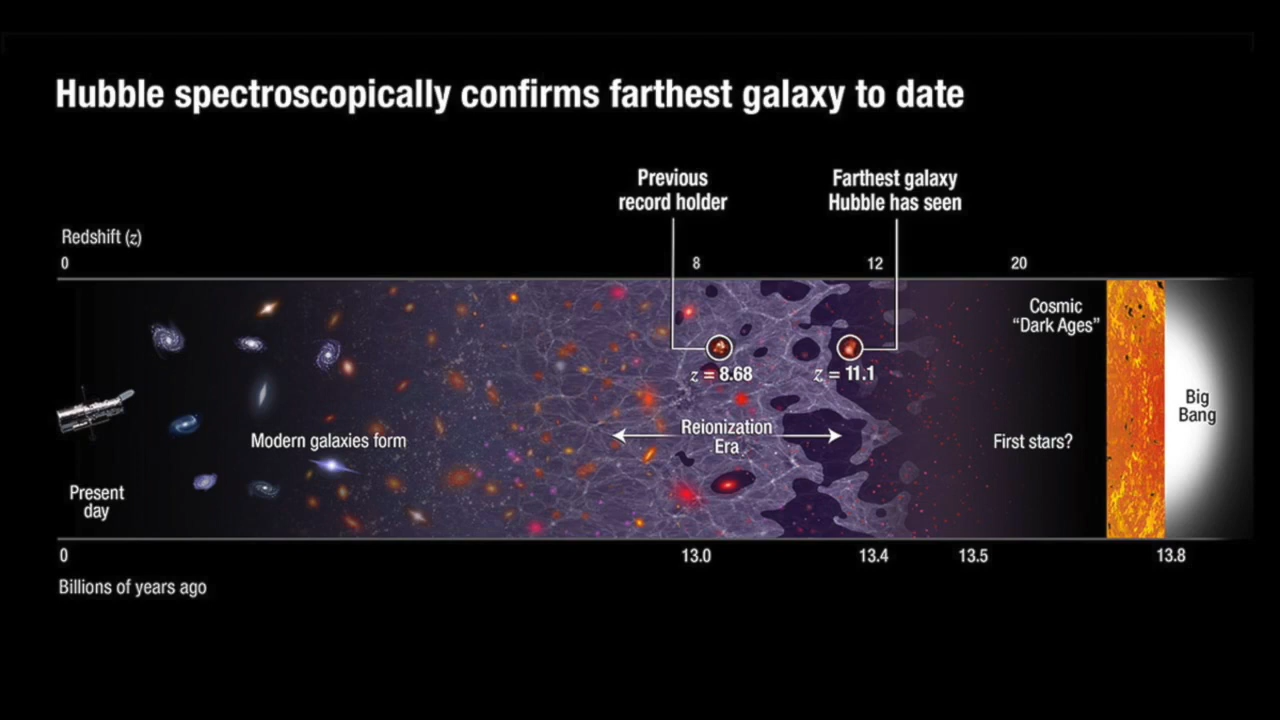 Hubble spectroscopically confirms farthest galaxy to date
Previous
record holder
Farthest galaxy
Hubble has seen
Redshift (z)
0
8
12
20
Cosmic
“Dark Ages”
z = 8.68
z = 11.1
Big
Bang
Reionization
Era
Modern galaxies form
First stars?
Present
day
0
13.0
13.4
13.5
13.8
Billions of years ago